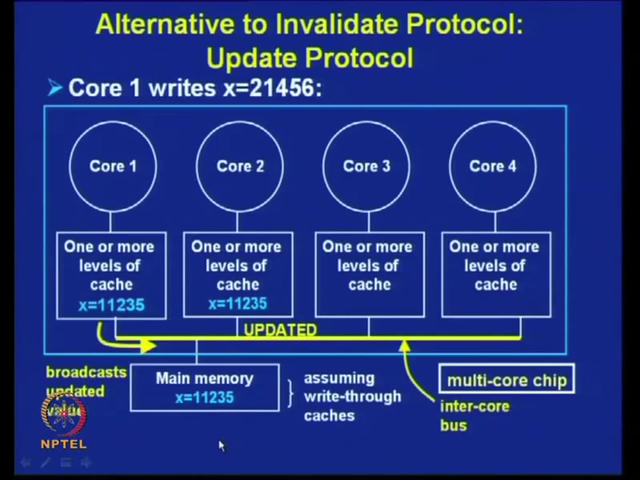 Alternative to Invalidate Protocol:
Update Protocol
Core 1 writes x=21456:
Core 1
Core 2
Core 3
Core 4
One or more
levels of
cache
x=11235
One or more
levels of
cache
x=11235
One or more
levels of
cache
One or more
levels of
cache
UPDATED
broadcasts
updated
value
Main memory
x=11235
assuming
write-through
caches
multi-core chip
inter-core
bus
NPTEL